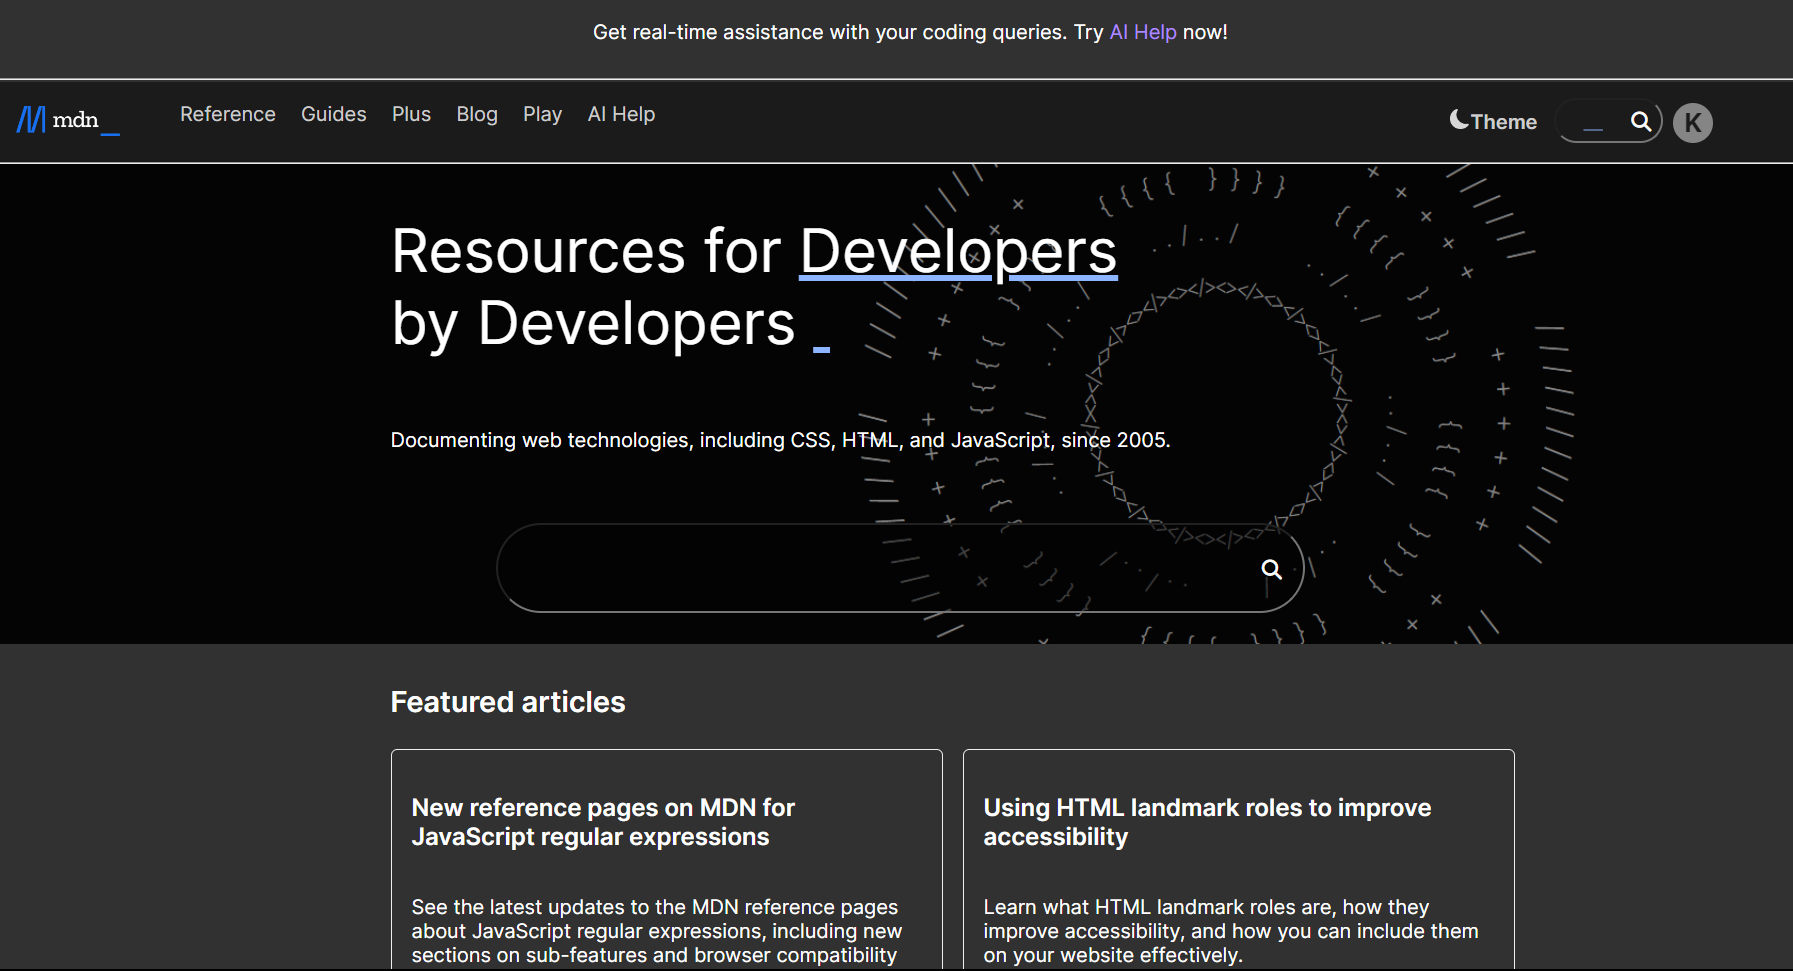 Get real-time assistance with your coding queries. Try AI Help now!
mdn_
Reference Guides Plus Blog Play AI Help
Theme
_
K
Resources for Developers
by Developers _
Documenting web technologies, including CSS, HTML, and JavaScript, since 2005.
Featured articles
New reference pages on MDN for
JavaScript regular expressions
See the latest updates to the MDN reference pages
about JavaScript regular expressions, including new
sections on sub-features and browser compatibility
Using HTML landmark roles to improve
accessibility
Learn what HTML landmark roles are, how they
improve accessibility, and how you can include them
on your website effectively.